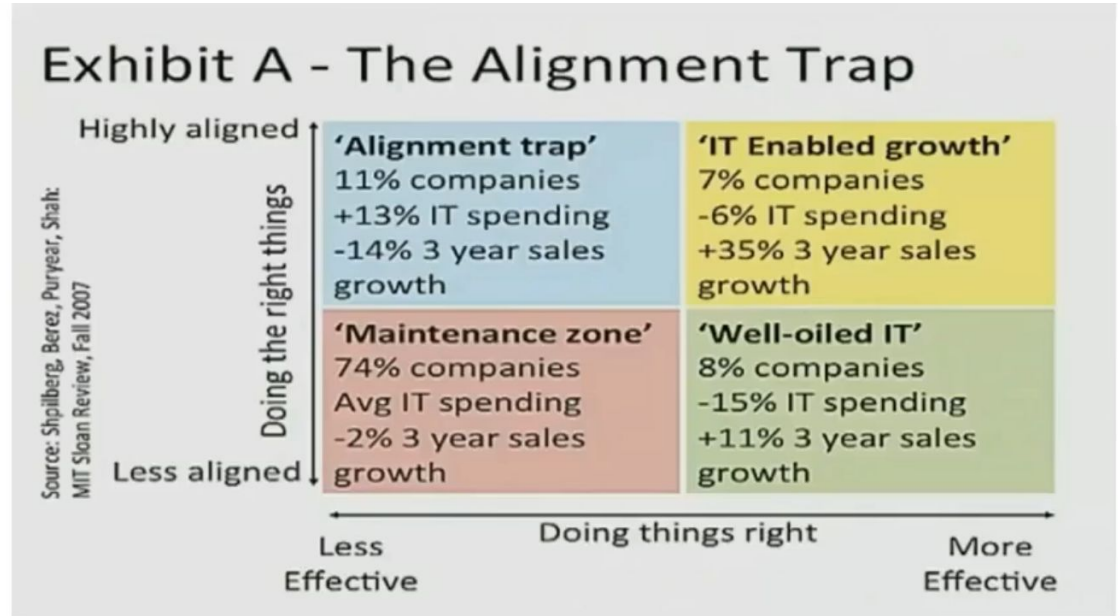 Exhibit A - The Alignment Trap
Highly aligned
Doing the right things
Less aligned
Source: Shpilberg, Berez, Puryear, Shah:
MIT Sloan Review, Fall 2007
‘Alignment trap’
11% companies
+13% IT spending
-14% 3 year sales
growth
‘IT Enabled growth’
7% companies
-6% IT spending
+35% 3 year sales
growth
‘Maintenance zone’
74% companies
Avg IT spending
-2% 3 year sales
growth
‘Well-oiled IT’
8% companies
-15% IT spending
+11% 3 year sales
growth
Doing things right
Less
Effective
More
Effective